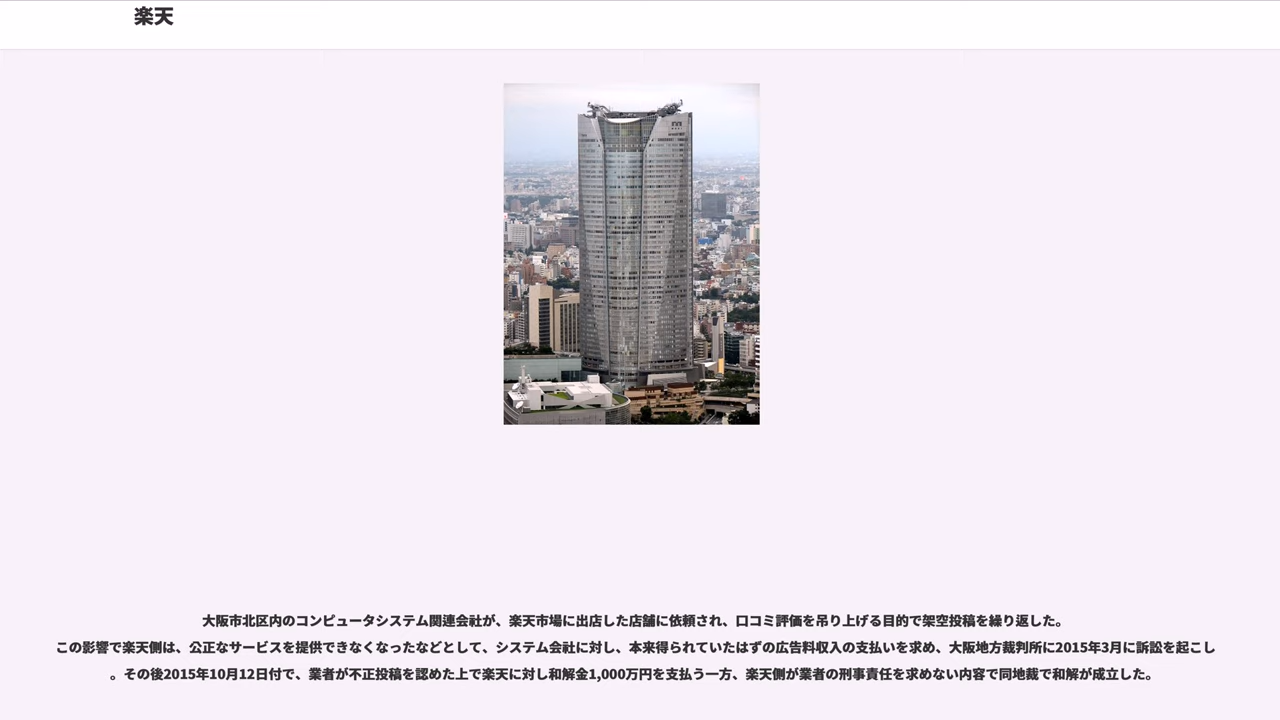 楽天
大阪市北区内のコンピュータシステム関連会社が、楽天市場に出店した店舗に依頼され、口コミ評価を吊り上げる目的で架空投稿を繰り返した。
この影響で楽天側は、公正なサービスを提供できなくなったなどとして、システム会社に対し、本来得られていたはずの広告料収入の支払いを求め、大阪地方裁判所に2015年3月に訴訟を起こし
。その後2015年10月12日付で、業者が不正投稿を認めた上で楽天に対し和解金1,000万円を支払う一方、楽天側が業者の刑事責任を求めない内容で同地裁で和解が成立した。